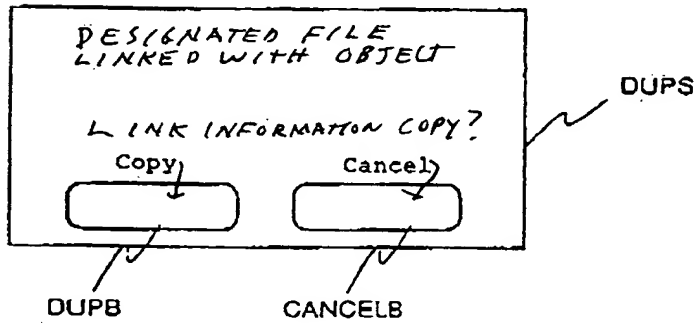 DESIGNATED FILE
LINKED WITH OBJECT
DUPS
LINK INFORMATION COPY?
Copy Cancel
DUPB CANCELB